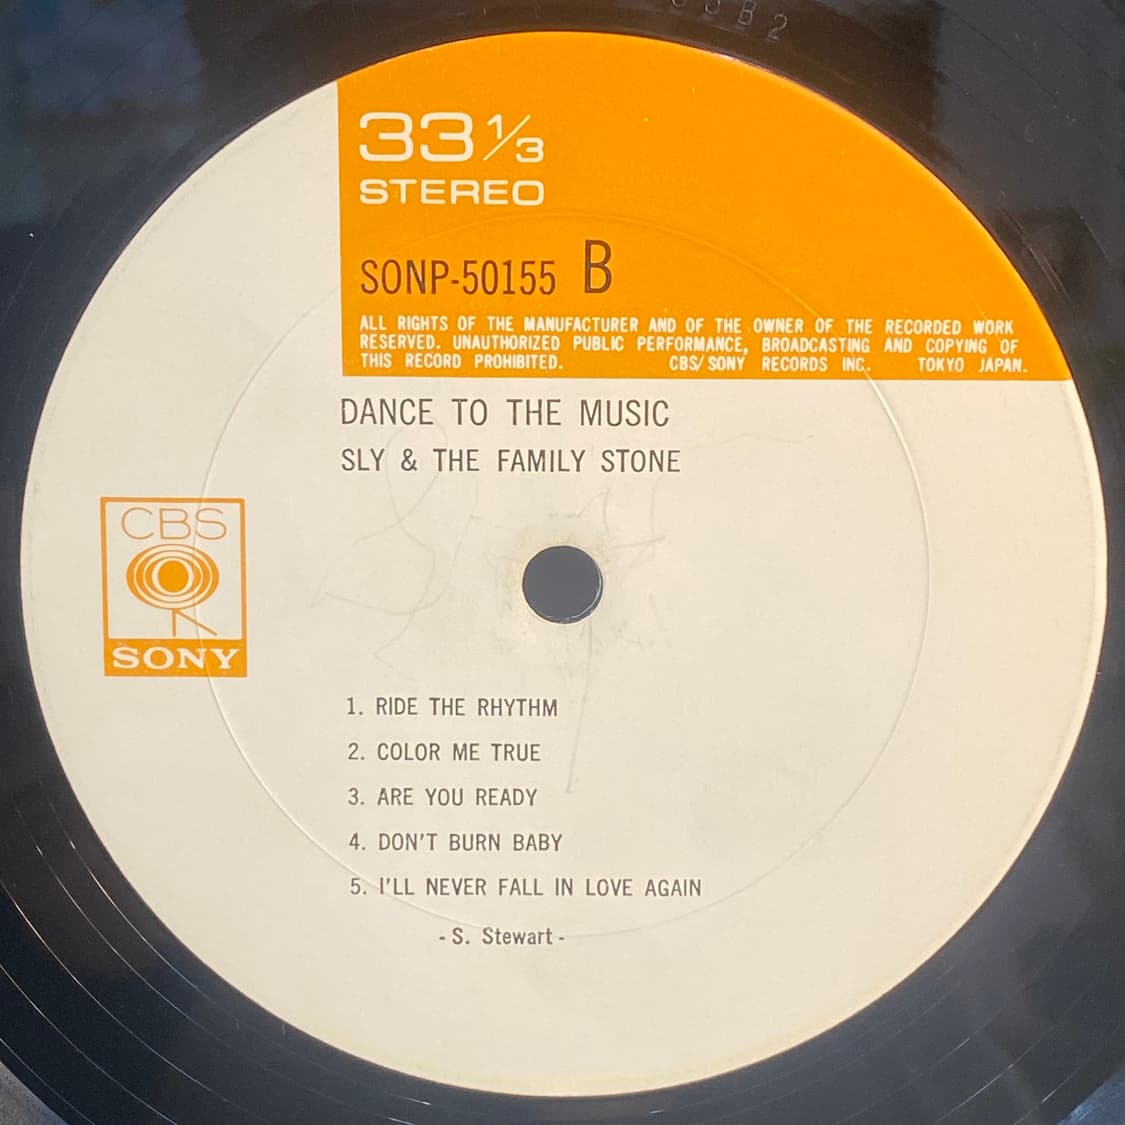 33 1/3
STEREO
SONP-50155 B
ALL RIGHTS OF THE MANUFACTURER AND OF THE OWNER OF THE RECORDED WORK
RESERVED. UNAUTHORIZED PUBLIC PERFORMANCE, BROADCASTING AND COPYING OF
THIS RECORD PROHIBITED. CBS/SONY RECORDS INC. TOKYO JAPAN.
DANCE TO THE MUSIC
SLY & THE FAMILY STONE
CBS
SONY
1. RIDE THE RHYTHM
2. COLOR ME TRUE
3. ARE YOU READY
4. DON'T BURN BABY
5. I'LL NEVER FALL IN LOVE AGAIN
- S. Stewart -